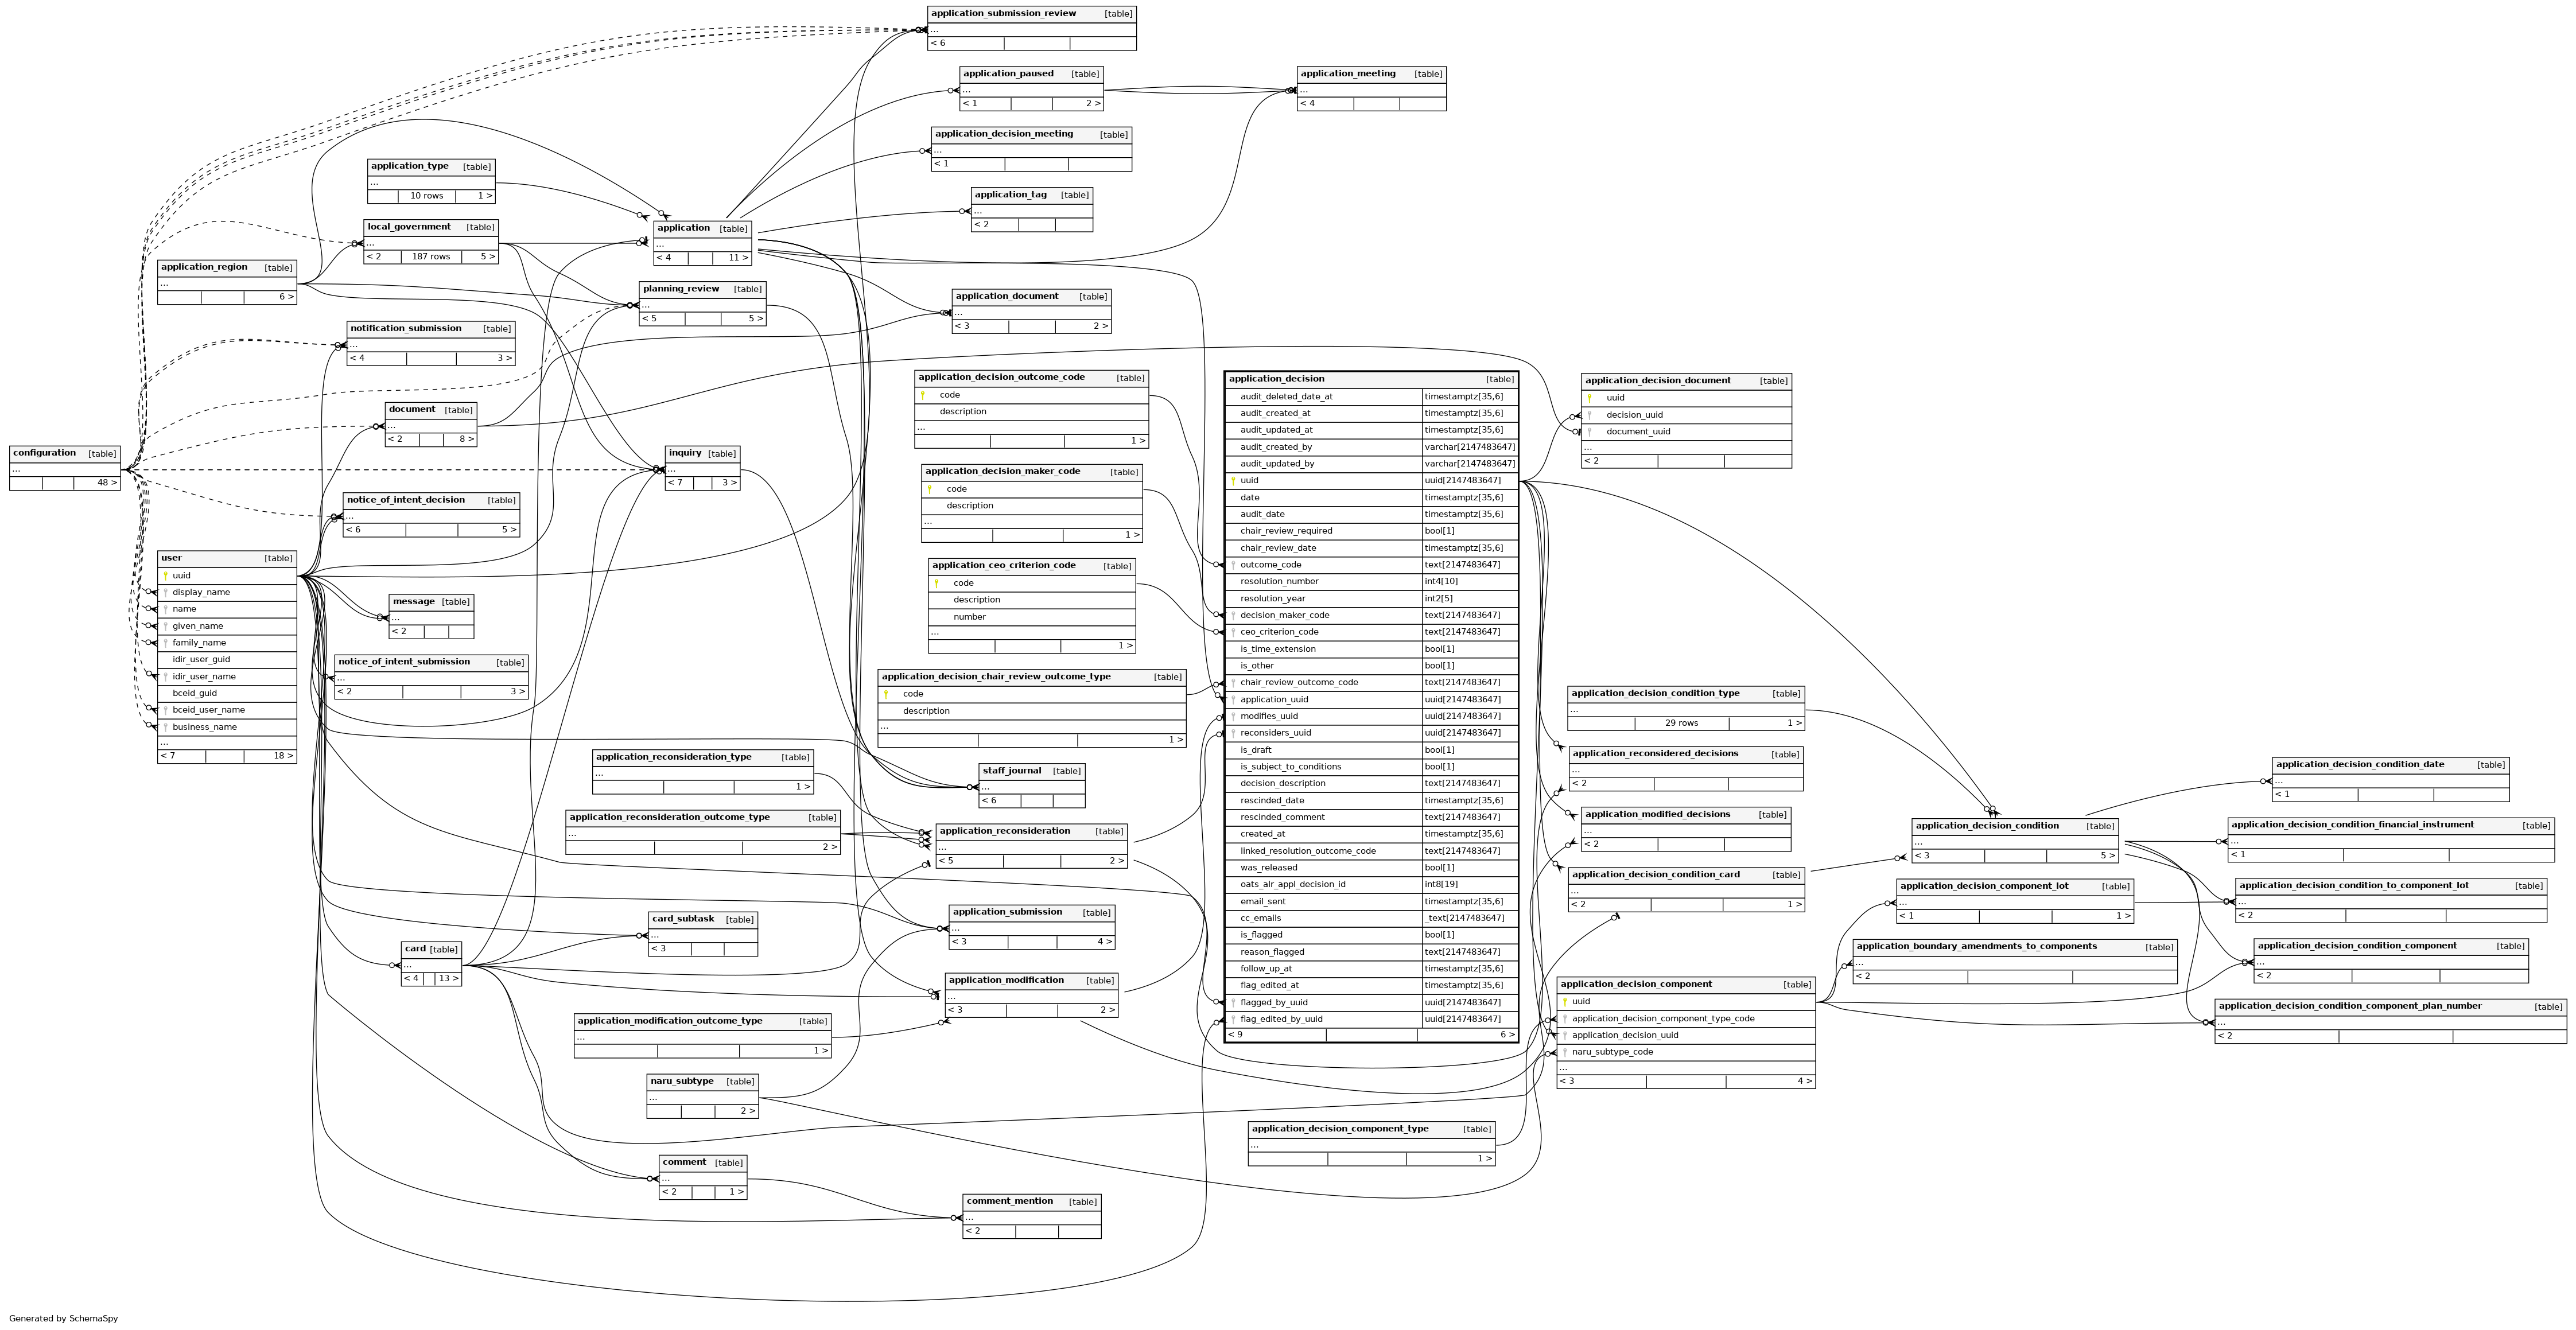 application_submission_review [table]
...
< 6
application_paused [table]
...
< 1 2 >
application_meeting [table]
...
< 4
application_decision_meeting [table]
...
< 1
application_type [table]
...
10 rows 1 >
application_tag [table]
...
< 2
local_government [table]
...
< 2 187 rows 5 >
application [table]
...
< 4 11 >
application_region [table]
...
6 >
planning_review [table]
...
< 5 5 >
application_document [table]
...
< 3 2 >
notification_submission [table]
...
< 4 3 >
document [table]
...
< 2 8 >
configuration [table]
...
48 >
inquiry [table]
...
< 7 3 >
notice_of_intent_decision [table]
...
< 6 5 >
user [table]
uuid
display_name
name
given_name
family_name
idir_user_guid
idir_user_name
bceid_guid
bceid_user_name
business_name
...
< 7 18 >
message [table]
...
< 2
notice_of_intent_submission [table]
...
< 2 3 >
application_decision_outcome_code [table]
code
description
...
1 >
application_decision_maker_code [table]
code
description
...
1 >
application_ceo_criterion_code [table]
code
description
number
...
1 >
application_decision_chair_review_outcome_type [table]
code
description
...
1 >
application_reconsideration_type [table]
...
1 >
staff_journal [table]
...
< 6
application_reconsideration_outcome_type [table]
...
2 >
application_reconsideration [table]
...
< 5 2 >
card_subtask [table]
...
< 3
application_submission [table]
...
< 3 4 >
card [table]
...
< 4 13 >
application_modification [table]
...
< 3 2 >
application_modification_outcome_type [table]
...
1 >
naru_subtype [table]
...
2 >
comment [table]
...
< 2 1 >
comment_mention [table]
...
< 2
application_decision [table]
audit_deleted_date_at timestamptz[35,6]
audit_created_at timestamptz[35,6]
audit_updated_at timestamptz[35,6]
audit_created_by varchar[2147483647]
audit_updated_by varchar[2147483647]
uuid uuid[2147483647]
date timestamptz[35,6]
audit_date timestamptz[35,6]
chair_review_required bool[1]
chair_review_date timestamptz[35,6]
outcome_code text[2147483647]
resolution_number int4[10]
resolution_year int2[5]
decision_maker_code text[2147483647]
ceo_criterion_code text[2147483647]
is_time_extension bool[1]
is_other bool[1]
chair_review_outcome_code text[2147483647]
application_uuid uuid[2147483647]
modifies_uuid uuid[2147483647]
reconsiders_uuid uuid[2147483647]
is_draft bool[1]
is_subject_to_conditions bool[1]
decision_description text[2147483647]
rescinded_date timestamptz[35,6]
rescinded_comment text[2147483647]
created_at timestamptz[35,6]
linked_resolution_outcome_code text[2147483647]
was_released bool[1]
oats_alr_appl_decision_id int8[19]
email_sent timestamptz[35,6]
cc_emails _text[2147483647]
is_flagged bool[1]
reason_flagged text[2147483647]
follow_up_at timestamptz[35,6]
flag_edited_at timestamptz[35,6]
flagged_by_uuid uuid[2147483647]
flag_edited_by_uuid uuid[2147483647]
< 9 6 >
application_decision_component_type [table]
...
1 >
application_decision_document [table]
uuid
decision_uuid
document_uuid
...
< 2
application_decision_condition_type [table]
...
29 rows 1 >
application_reconsidered_decisions [table]
...
< 2
application_modified_decisions [table]
...
< 2
application_decision_condition_card [table]
...
< 2 1 >
application_decision_component [table]
uuid
application_decision_component_type_code
application_decision_uuid
naru_subtype_code
...
< 3 4 >
application_decision_condition [table]
...
< 3 5 >
application_decision_component_lot [table]
...
< 1 1 >
application_boundary_amendments_to_components [table]
...
< 2
application_decision_condition_date [table]
...
< 1
application_decision_condition_financial_instrument [table]
...
< 1
application_decision_condition_to_component_lot [table]
...
< 2
application_decision_condition_component [table]
...
< 2
application_decision_condition_component_plan_number [table]
...
< 2
Generated by SchemaSpy